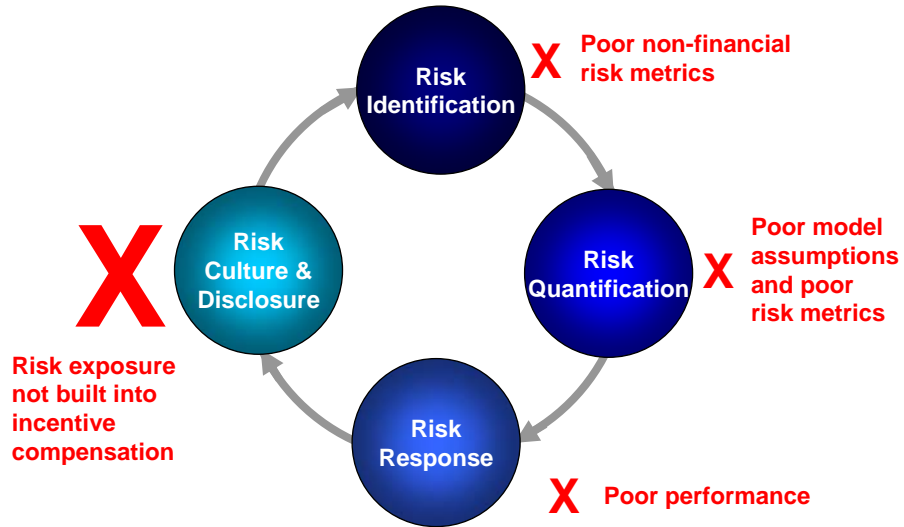 Risk
Identification
X
Poor non-financial
risk metrics
Risk
Quantification
X
Poor model
assumptions
and poor
risk metrics
Risk
Response
X
Poor performance
Risk
Culture &
Disclosure
X
Risk exposure
not built into
incentive
compensation